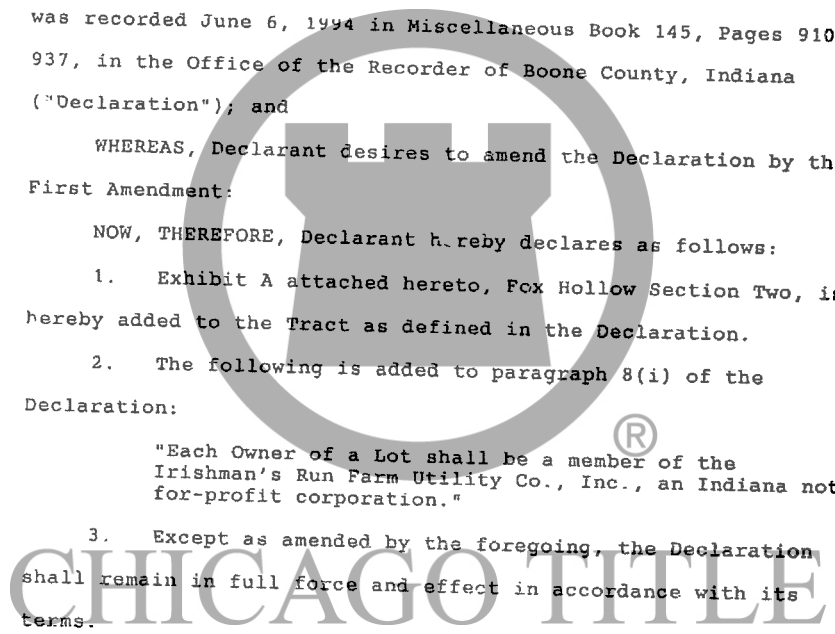 was recorded June 6, 1994 in Miscellaneous Book 145, Pages 910
937, in the Office of the Recorder of Boone County, Indiana
("Declaration"); and
WHEREAS, Declarant desires to amend the Declaration by th
First Amendment:
NOW, THEREFORE, Declarant hereby declares as follows:
1. Exhibit A attached hereto, Fox Hollow Section Two, is
hereby added to the Tract as defined in the Declaration.
2. The following is added to paragraph 8(i) of the
Declaration:
®
"Each Owner of a Lot shall be a member of the
Irishman's Run Farm Utility Co., Inc., an Indiana not
for-profit corporation."
3. Except as amended by the foregoing, the Declaration
shall remain in full force and effect in accordance with its
terms.
CHICAGO TITLE